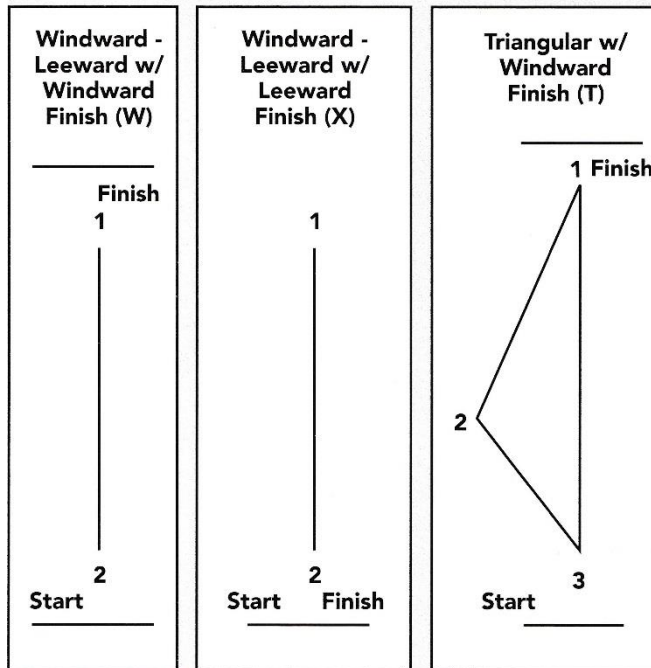 Windward -
Leeward w/
Windward
Finish (W)
Finish
1
2
Start
Windward -
Leeward w/
Leeward
Finish (X)
1
2
Start Finish
Triangular w/
Windward
Finish (T)
1 Finish
2
3
Start